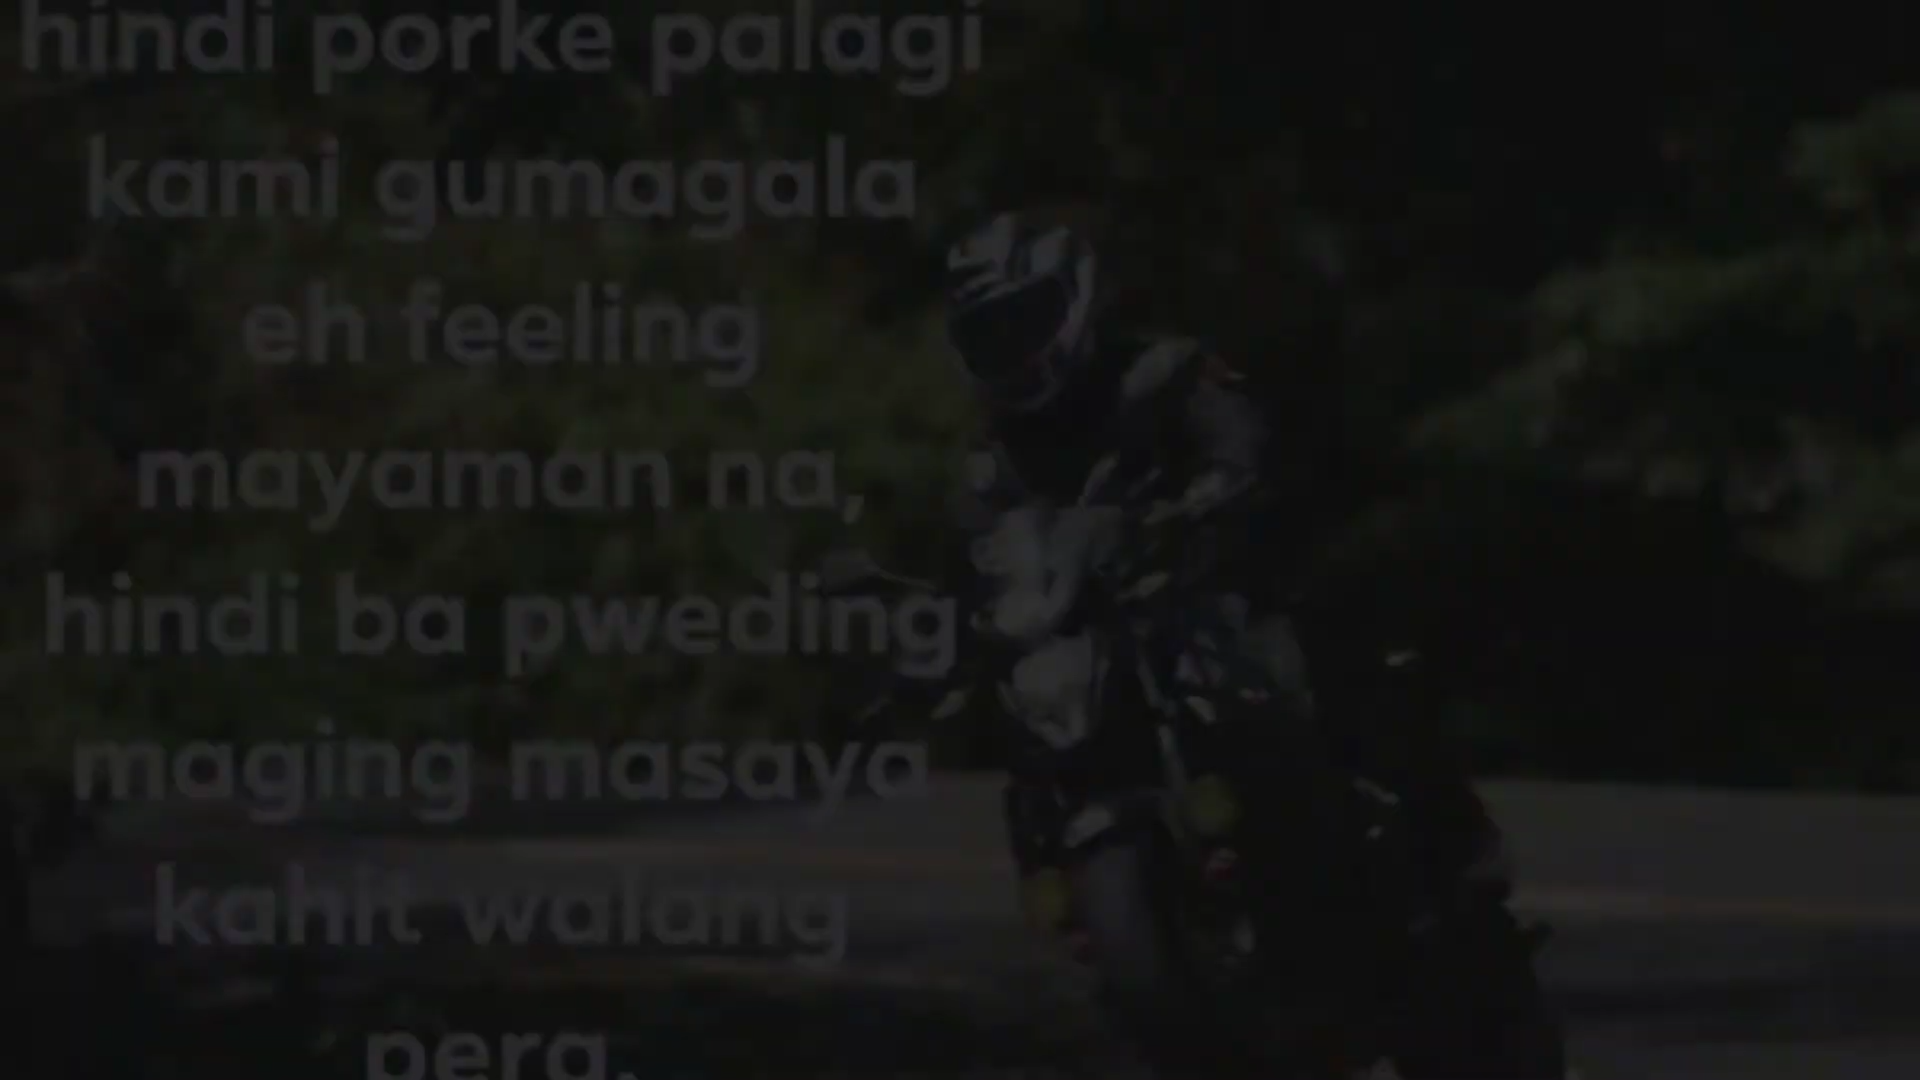 hindi porke palagi
kami gumagala
eh feeling
mayaman na,
hindi ba pweding
maging masaya
kahit walang
pera.